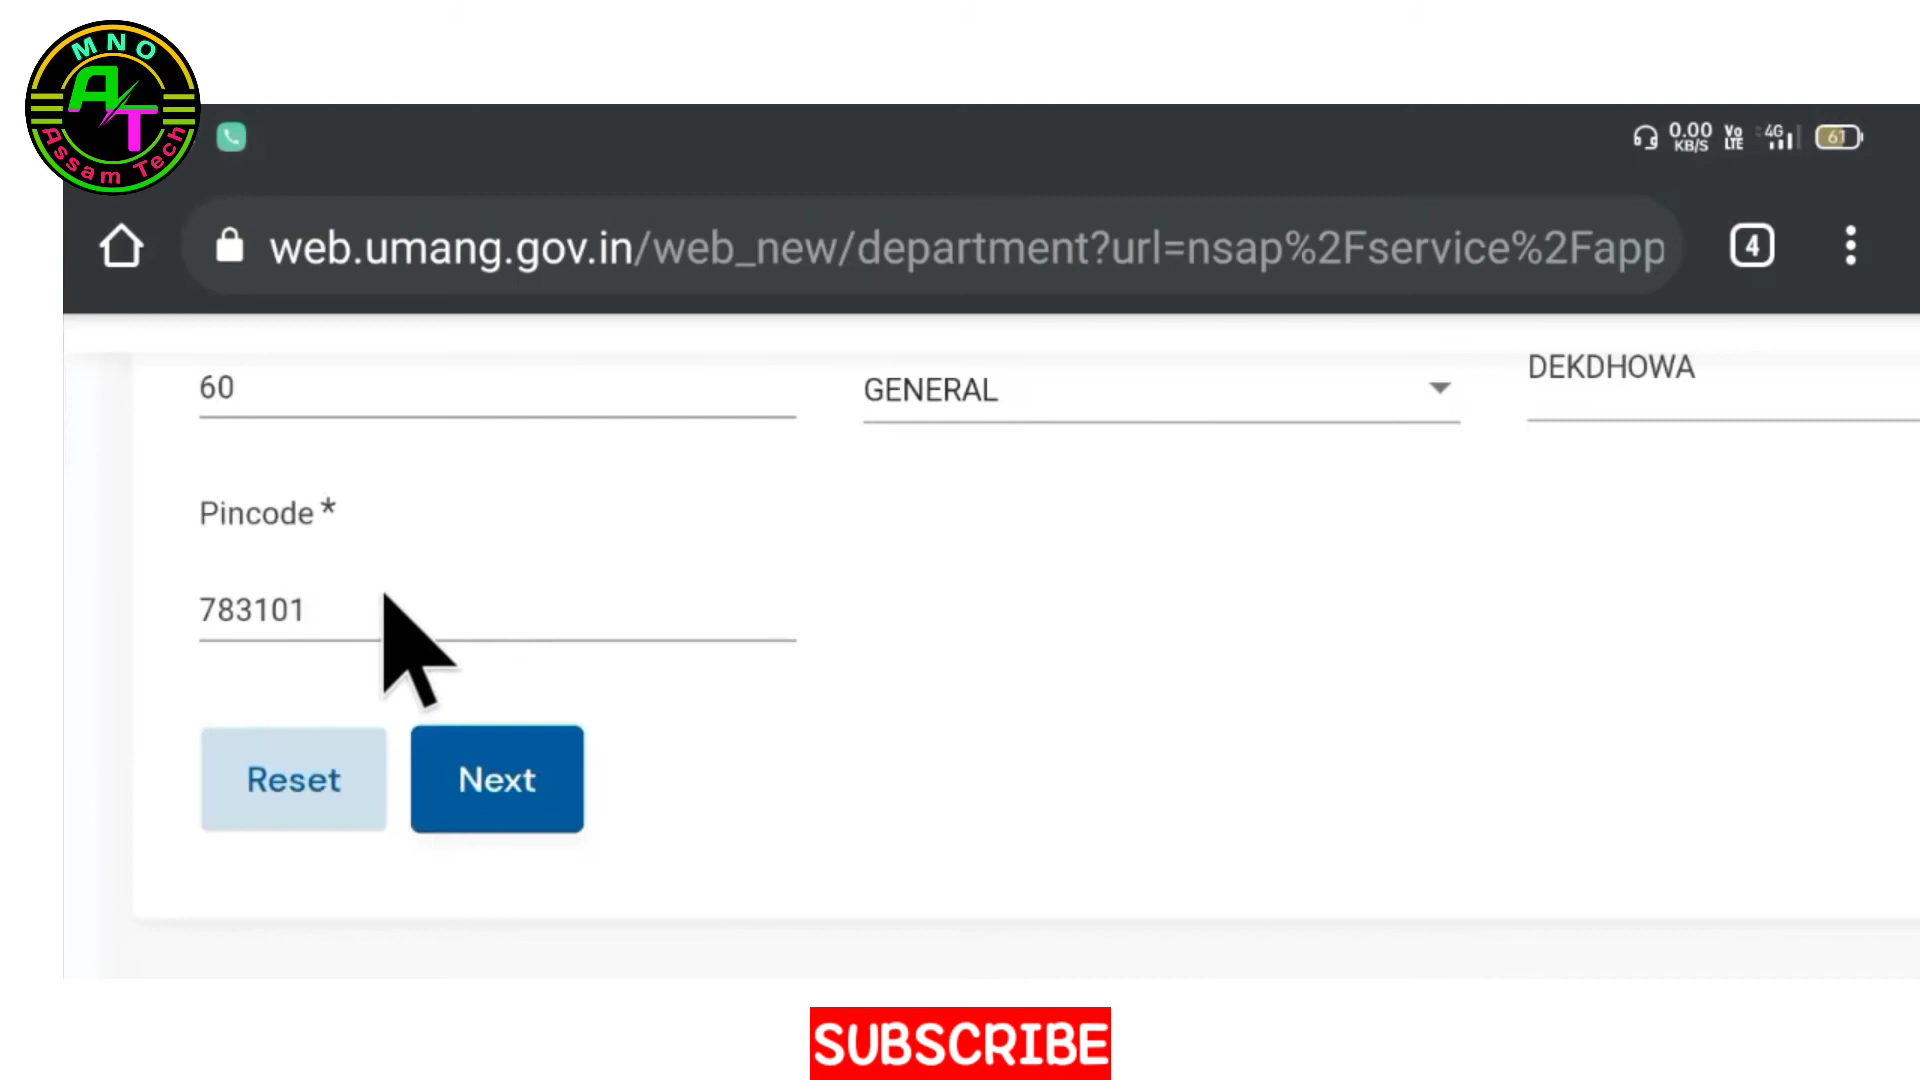 MNO
AT
Assam Tech
0.00
KB/S
Vo
LTE
4G
61
web.umang.gov.in/web_new/department?url=nsap%2Fservice%2Fapp
4
60
GENERAL
DEKDHOWA
Pincode *
783101
Reset
Next
SUBSCRIBE